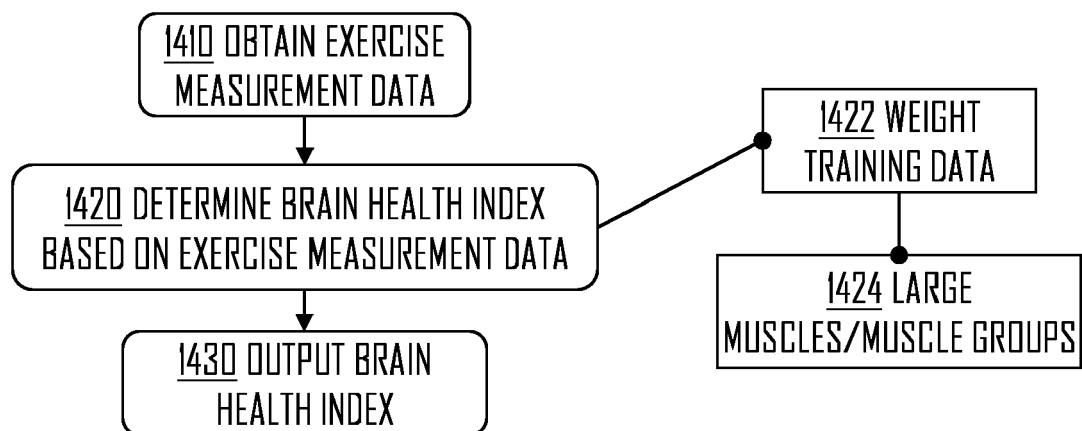 1410 OBTAIN EXERCISE
MEASUREMENT DATA
1420 DETERMINE BRAIN HEALTH INDEX
BASED ON EXERCISE MEASUREMENT DATA
1430 OUTPUT BRAIN
HEALTH INDEX
1422 WEIGHT
TRAINING DATA
1424 LARGE
MUSCLES/MUSCLE GROUPS